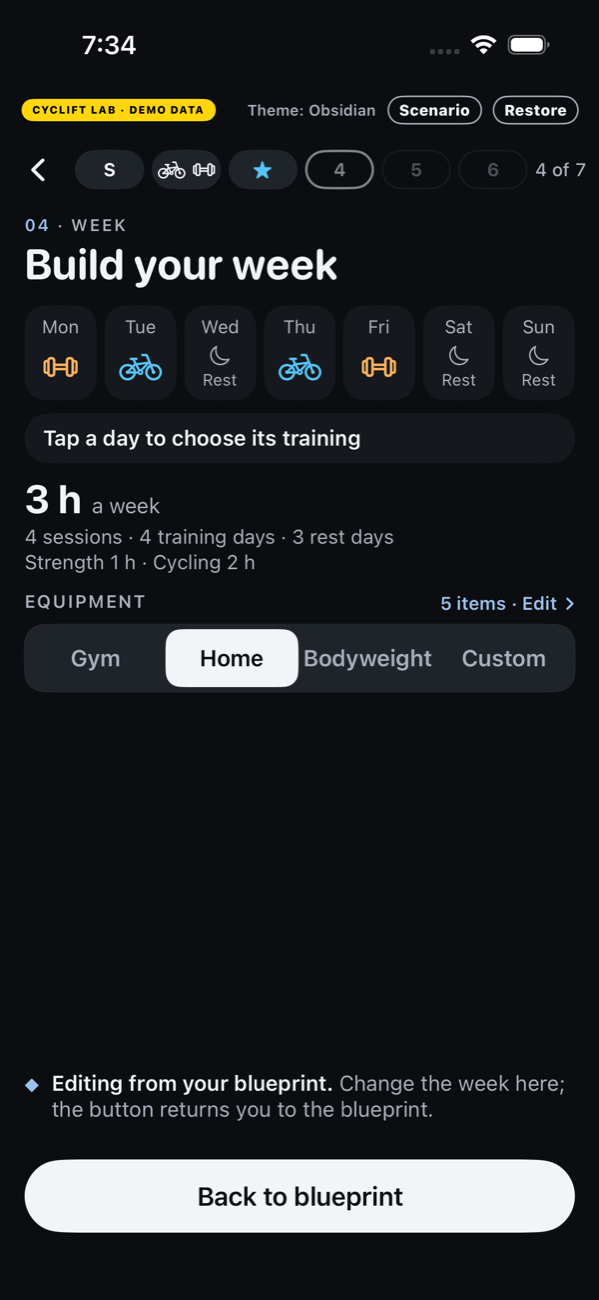 7:34
CYCLIFT LAB · DEMO DATA
Theme: Obsidian
Scenario
Restore
S
4
5
6
4 of 7
04 · WEEK
Build your week
Mon
Tue
Wed
Rest
Thu
Fri
Sat
Rest
Sun
Rest
Tap a day to choose its training
3 h a week
4 sessions · 4 training days · 3 rest days
Strength 1 h · Cycling 2 h
EQUIPMENT
5 items · Edit
Gym
Home
Bodyweight
Custom
Editing from your blueprint. Change the week here;
the button returns you to the blueprint.
Back to blueprint